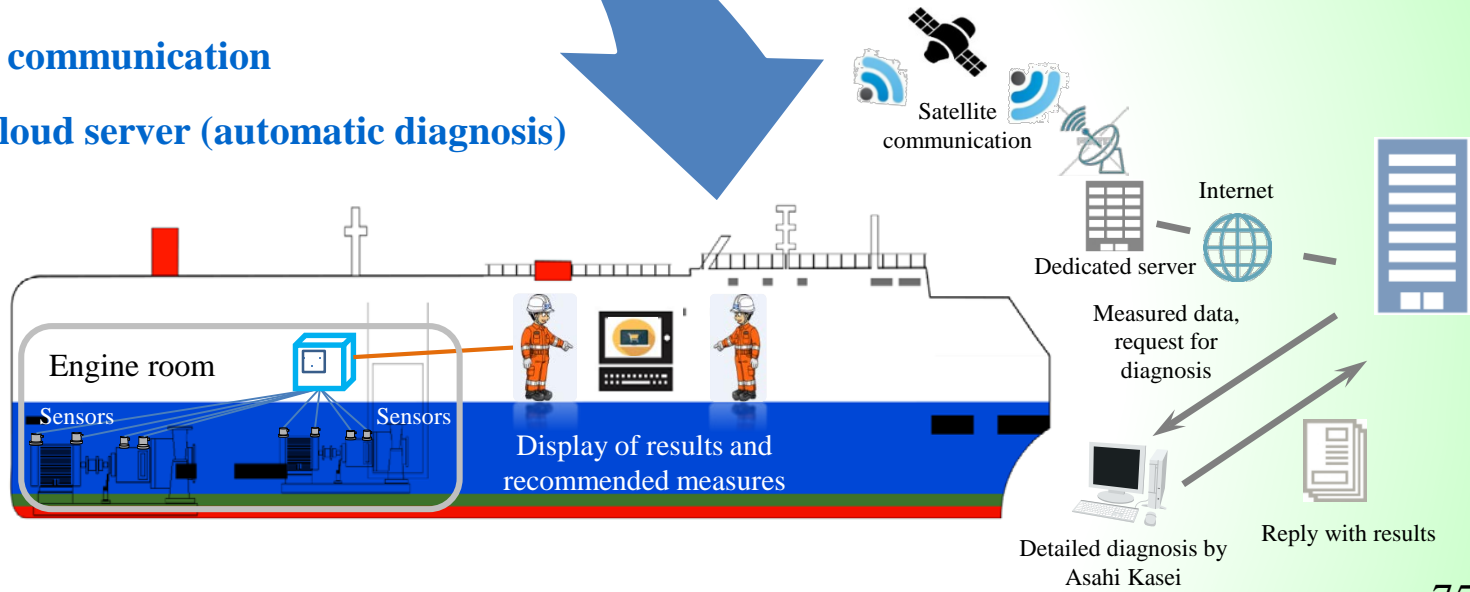 communication
loud server (automatic diagnosis)
Satellite
communication
Internet
Dedicated server
Measured data,
request for
diagnosis
Engine room
Sensors
Sensors
Display of results and
recommended measures
Detailed diagnosis by
Asahi Kasei
Reply with results
75